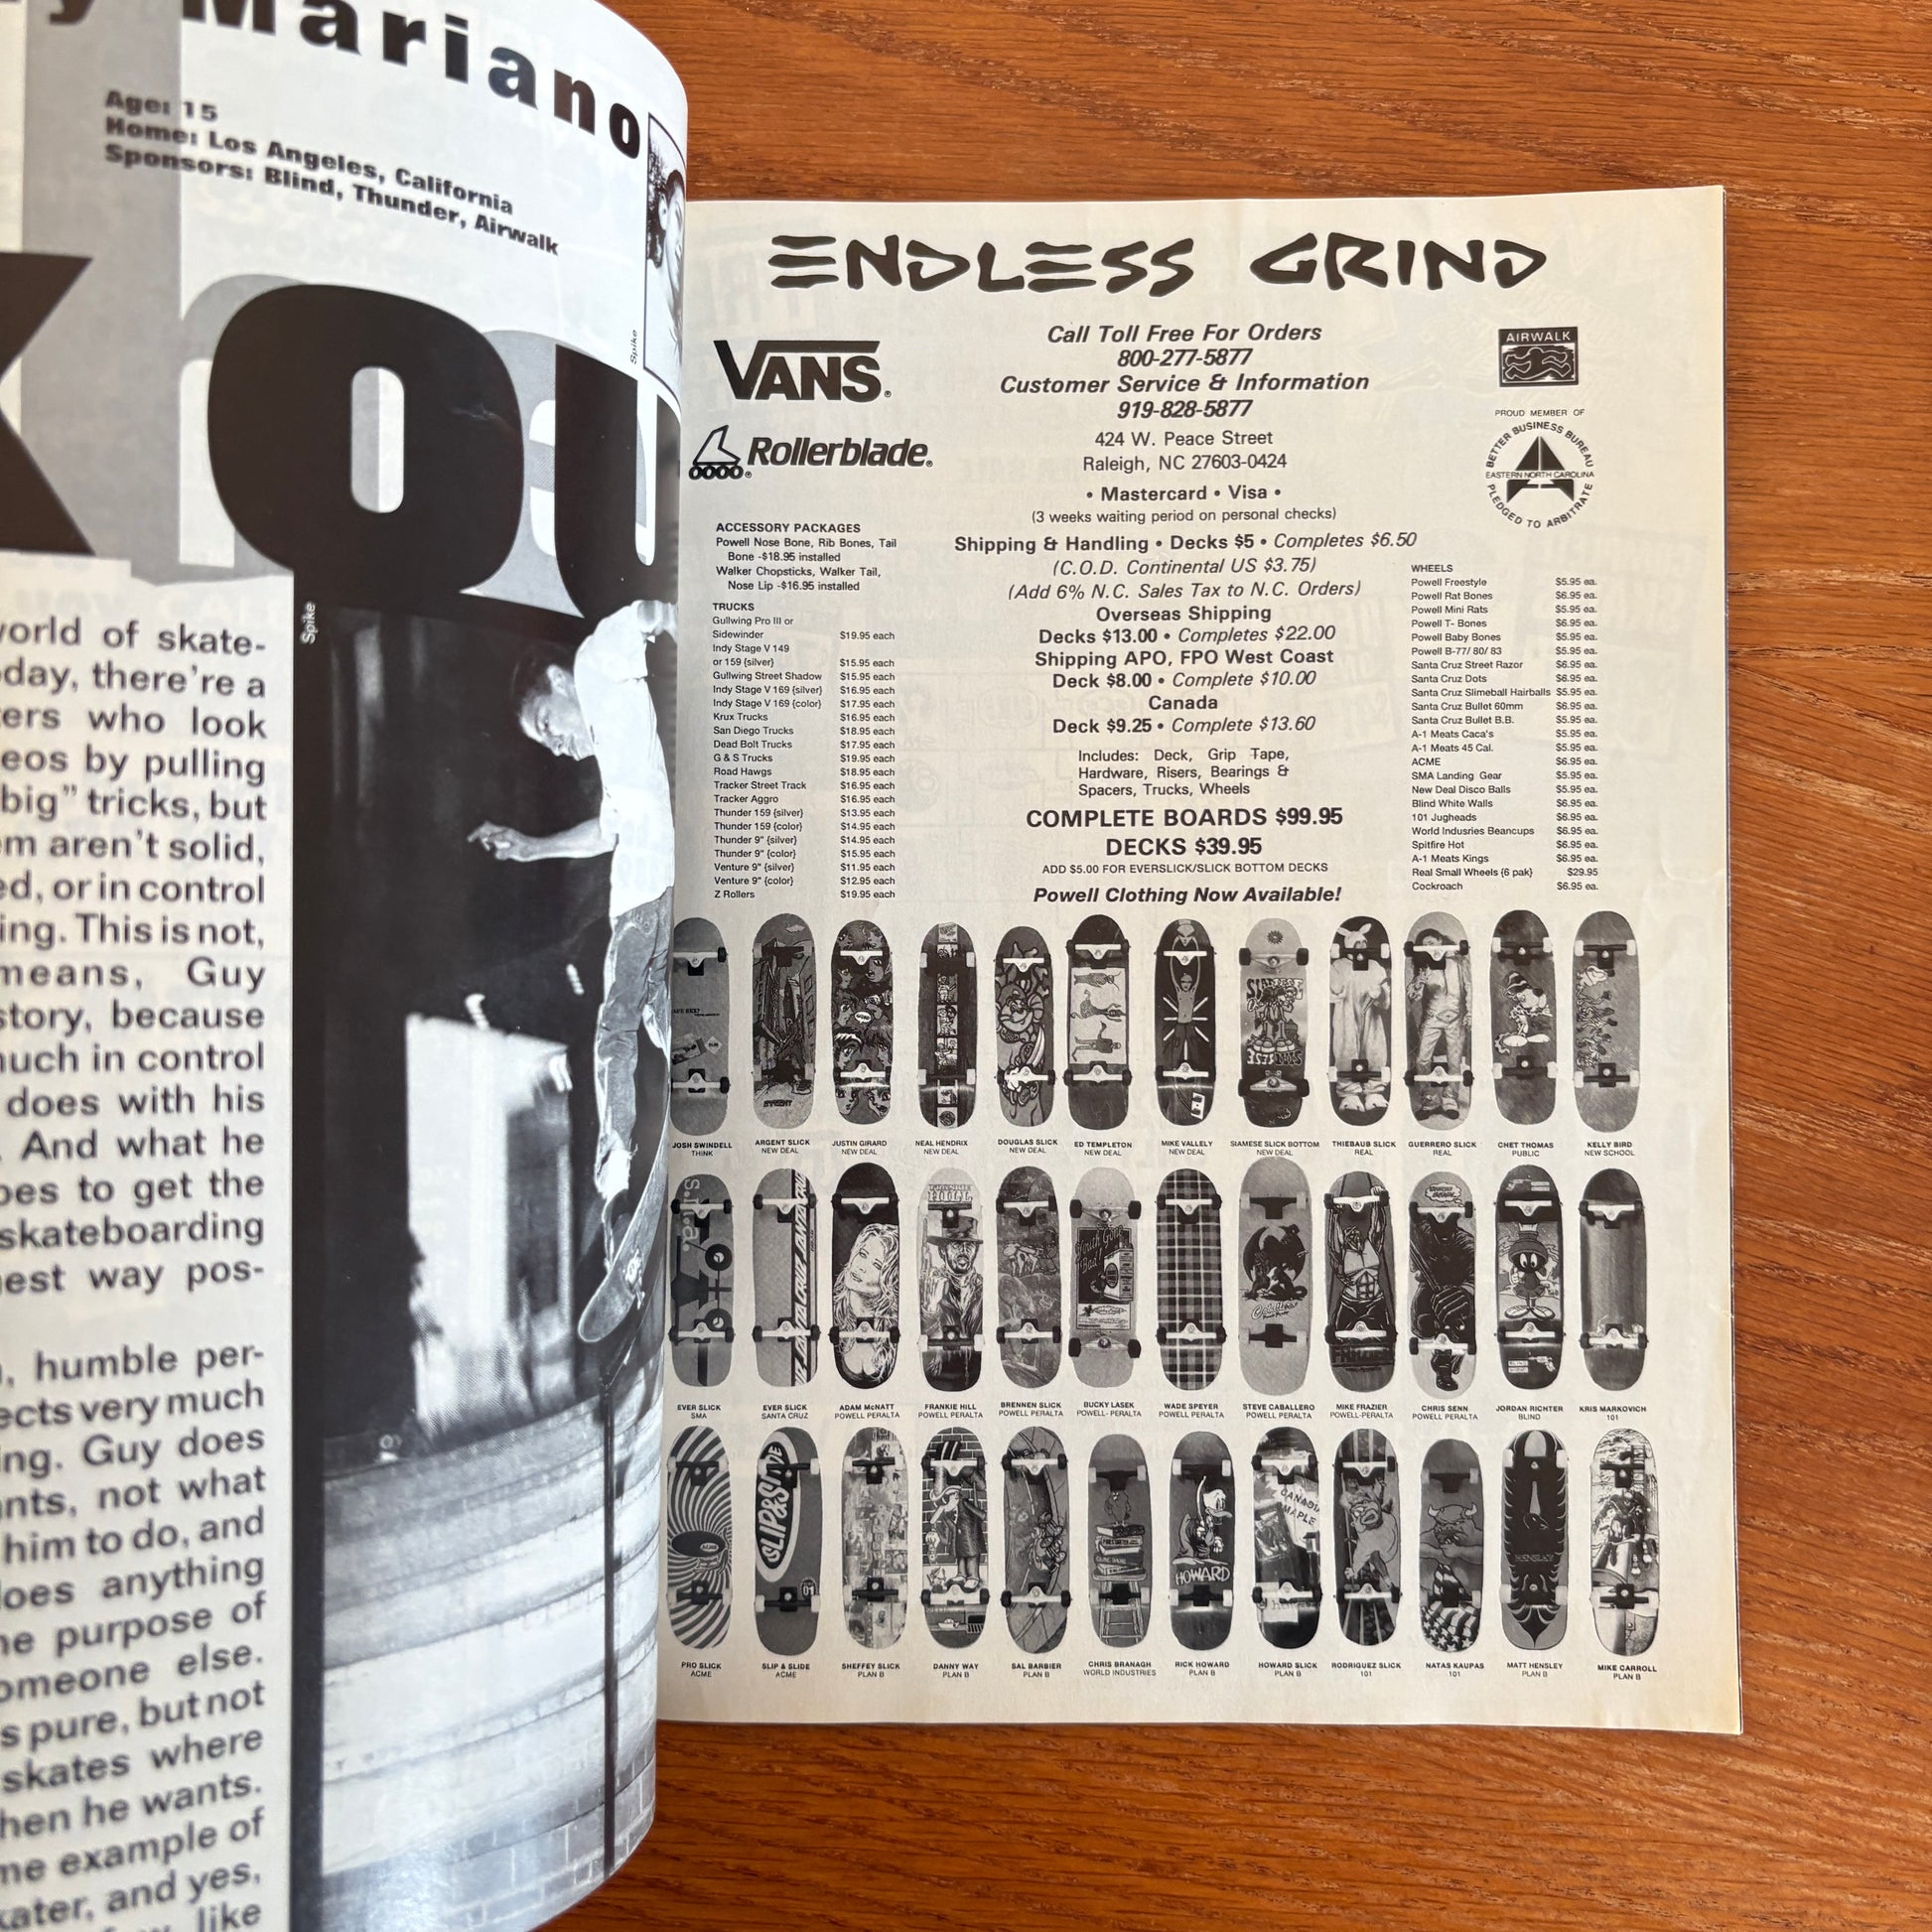 y Mariano
Age: 15
Home: Los Angeles, California
Sponsors: Blind, Thunder, Airwalk
Spike
ou
Spike
world of skate-
day, there're a
ers who look
eos by pulling
big" tricks, but
m aren't solid,
ed, or in control
ing. This is not,
means, Guy
story, because
much in control
does with his
. And what he
oes to get the
skateboarding
nest way pos-
, humble per-
ects very much
ng. Guy does
ants, not what
him to do, and
does anything
he purpose of
omeone else.
s pure, but not
skates where
hen he wants.
me example of
kater, and yes,
like
ENDLESS GRIND
VANS®
Rollerblade®
Call Toll Free For Orders
800-277-5877
Customer Service & Information
919-828-5877
424 W. Peace Street
Raleigh, NC 27603-0424
• Mastercard • Visa •
(3 weeks waiting period on personal checks)
Shipping & Handling • Decks $5 • Completes $6.50
(C.O.D. Continental US $3.75)
(Add 6% N.C. Sales Tax to N.C. Orders)
Overseas Shipping
Decks $13.00 • Completes $22.00
Shipping APO, FPO West Coast
Deck $8.00 • Complete $10.00
Canada
Deck $9.25 • Complete $13.60
Includes: Deck, Grip Tape,
Hardware, Risers, Bearings &
Spacers, Trucks, Wheels
COMPLETE BOARDS $99.95
DECKS $39.95
ADD $5.00 FOR EVERSLICK/SLICK BOTTOM DECKS
Powell Clothing Now Available!
AIRWALK
PROUD MEMBER OF
BETTER BUSINESS BUREAU
EASTERN NORTH CAROLINA
PLEDGED TO ARBITRATE
ACCESSORY PACKAGES
Powell Nose Bone, Rib Bones, Tail
Bone -$18.95 installed
Walker Chopsticks, Walker Tail,
Nose Lip -$16.95 installed
TRUCKS
Gullwing Pro III or
Sidewinder $19.95 each
Indy Stage V 149
or 159 {silver} $15.95 each
Gullwing Street Shadow $15.95 each
Indy Stage V 169 {silver} $16.95 each
Indy Stage V 169 {color} $17.95 each
Krux Trucks $16.95 each
San Diego Trucks $18.95 each
Dead Bolt Trucks $17.95 each
G & S Trucks $19.95 each
Road Hawgs $18.95 each
Tracker Street Track $16.95 each
Tracker Aggro $16.95 each
Thunder 159 {silver} $13.95 each
Thunder 159 {color} $14.95 each
Thunder 9" {silver} $14.95 each
Thunder 9" {color} $15.95 each
Venture 9" {silver} $11.95 each
Venture 9" {color} $12.95 each
Z Rollers $19.95 each
WHEELS
Powell Freestyle $5.95 ea.
Powell Rat Bones $6.95 ea.
Powell Mini Rats $5.95 ea.
Powell T- Bones $6.95 ea.
Powell Baby Bones $5.95 ea.
Powell B-77/ 80/ 83 $5.95 ea.
Santa Cruz Street Razor $6.95 ea.
Santa Cruz Dots $6.95 ea.
Santa Cruz Slimeball Hairballs $5.95 ea.
Santa Cruz Bullet 60mm $6.95 ea.
Santa Cruz Bullet B.B. $5.95 ea.
A-1 Meats Caca's $5.95 ea.
A-1 Meats 45 Cal. $5.95 ea.
ACME $6.95 ea.
SMA Landing Gear $5.95 ea.
New Deal Disco Balls $5.95 ea.
Blind White Walls $6.95 ea.
101 Jugheads $6.95 ea.
World Indusries Beancups $6.95 ea.
Spitfire Hot $6.95 ea.
A-1 Meats Kings $6.95 ea.
Real Small Wheels {6 pak} $29.95
Cockroach $6.95 ea.
JOSH SWINDELL ARGENT SLICK JUSTIN GIRARD NEAL HENDRIX DOUGLAS SLICK ED TEMPLETON MIKE VALLELY SIAMESE SLICK BOTTOM THIEBAUB SLICK GUERRERO SLICK CHET THOMAS KELLY BIRD
THINK NEW DEAL NEW DEAL NEW DEAL NEW DEAL NEW DEAL NEW DEAL NEW DEAL REAL REAL PUBLIC NEW SCHOOL
EVER SLICK EVER SLICK ADAM McNATT FRANKIE HILL BRENNEN SLICK BUCKY LASEK WADE SPEYER STEVE CABALLERO MIKE FRAZIER CHRIS SENN JORDAN RICHTER KRIS MARKOVICH
SMA SANTA CRUZ POWELL PERALTA POWELL PERALTA POWELL PERALTA POWELL- PERALTA POWELL PERALTA POWELL PERALTA POWELL-PERALTA POWELL PERALTA BLIND 101
SLIP & SLIDE
HOWARD
CANADIAN
MAPLE
HENSLEY
PRO SLICK SLIP & SLIDE SHEFFEY SLICK DANNY WAY SAL BARBIER CHRIS BRANAGH RICK HOWARD HOWARD SLICK RODRIGUEZ SLICK NATAS KAUPAS MATT HENSLEY MIKE CARROLL
ACME ACME PLAN B PLAN B PLAN B WORLD INDUSTRIES PLAN B PLAN B 101 101 PLAN B PLAN B